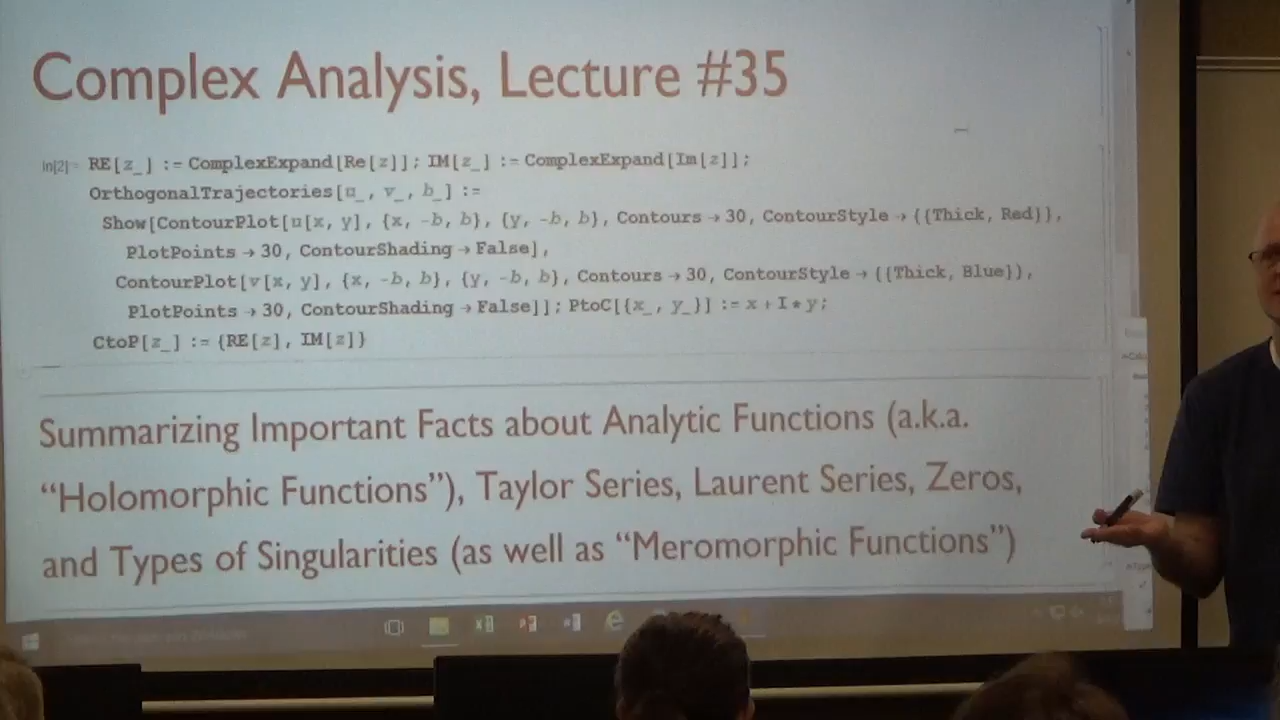 Complex Analysis, Lecture #35
In[2]:= RE[z_] := ComplexExpand[Re[z]]; IM[z_] := ComplexExpand[Im[z]];
OrthogonalTrajectories[u_, v_, b_] :=
Show[ContourPlot[u[x, y], {x, -b, b}, {y, -b, b}, Contours → 30, ContourStyle → {{Thick, Red}},
PlotPoints → 30, ContourShading → False],
ContourPlot[v[x, y], {x, -b, b}, {y, -b, b}, Contours → 30, ContourStyle → {{Thick, Blue}},
PlotPoints → 30, ContourShading → False]]; PtoC[{x_, y_}] := x + I * y;
CtoP[z_] := {RE[z], IM[z]}
Summarizing Important Facts about Analytic Functions (a.k.a.
“Holomorphic Functions”), Taylor Series, Laurent Series, Zeros,
and Types of Singularities (as well as “Meromorphic Functions”)